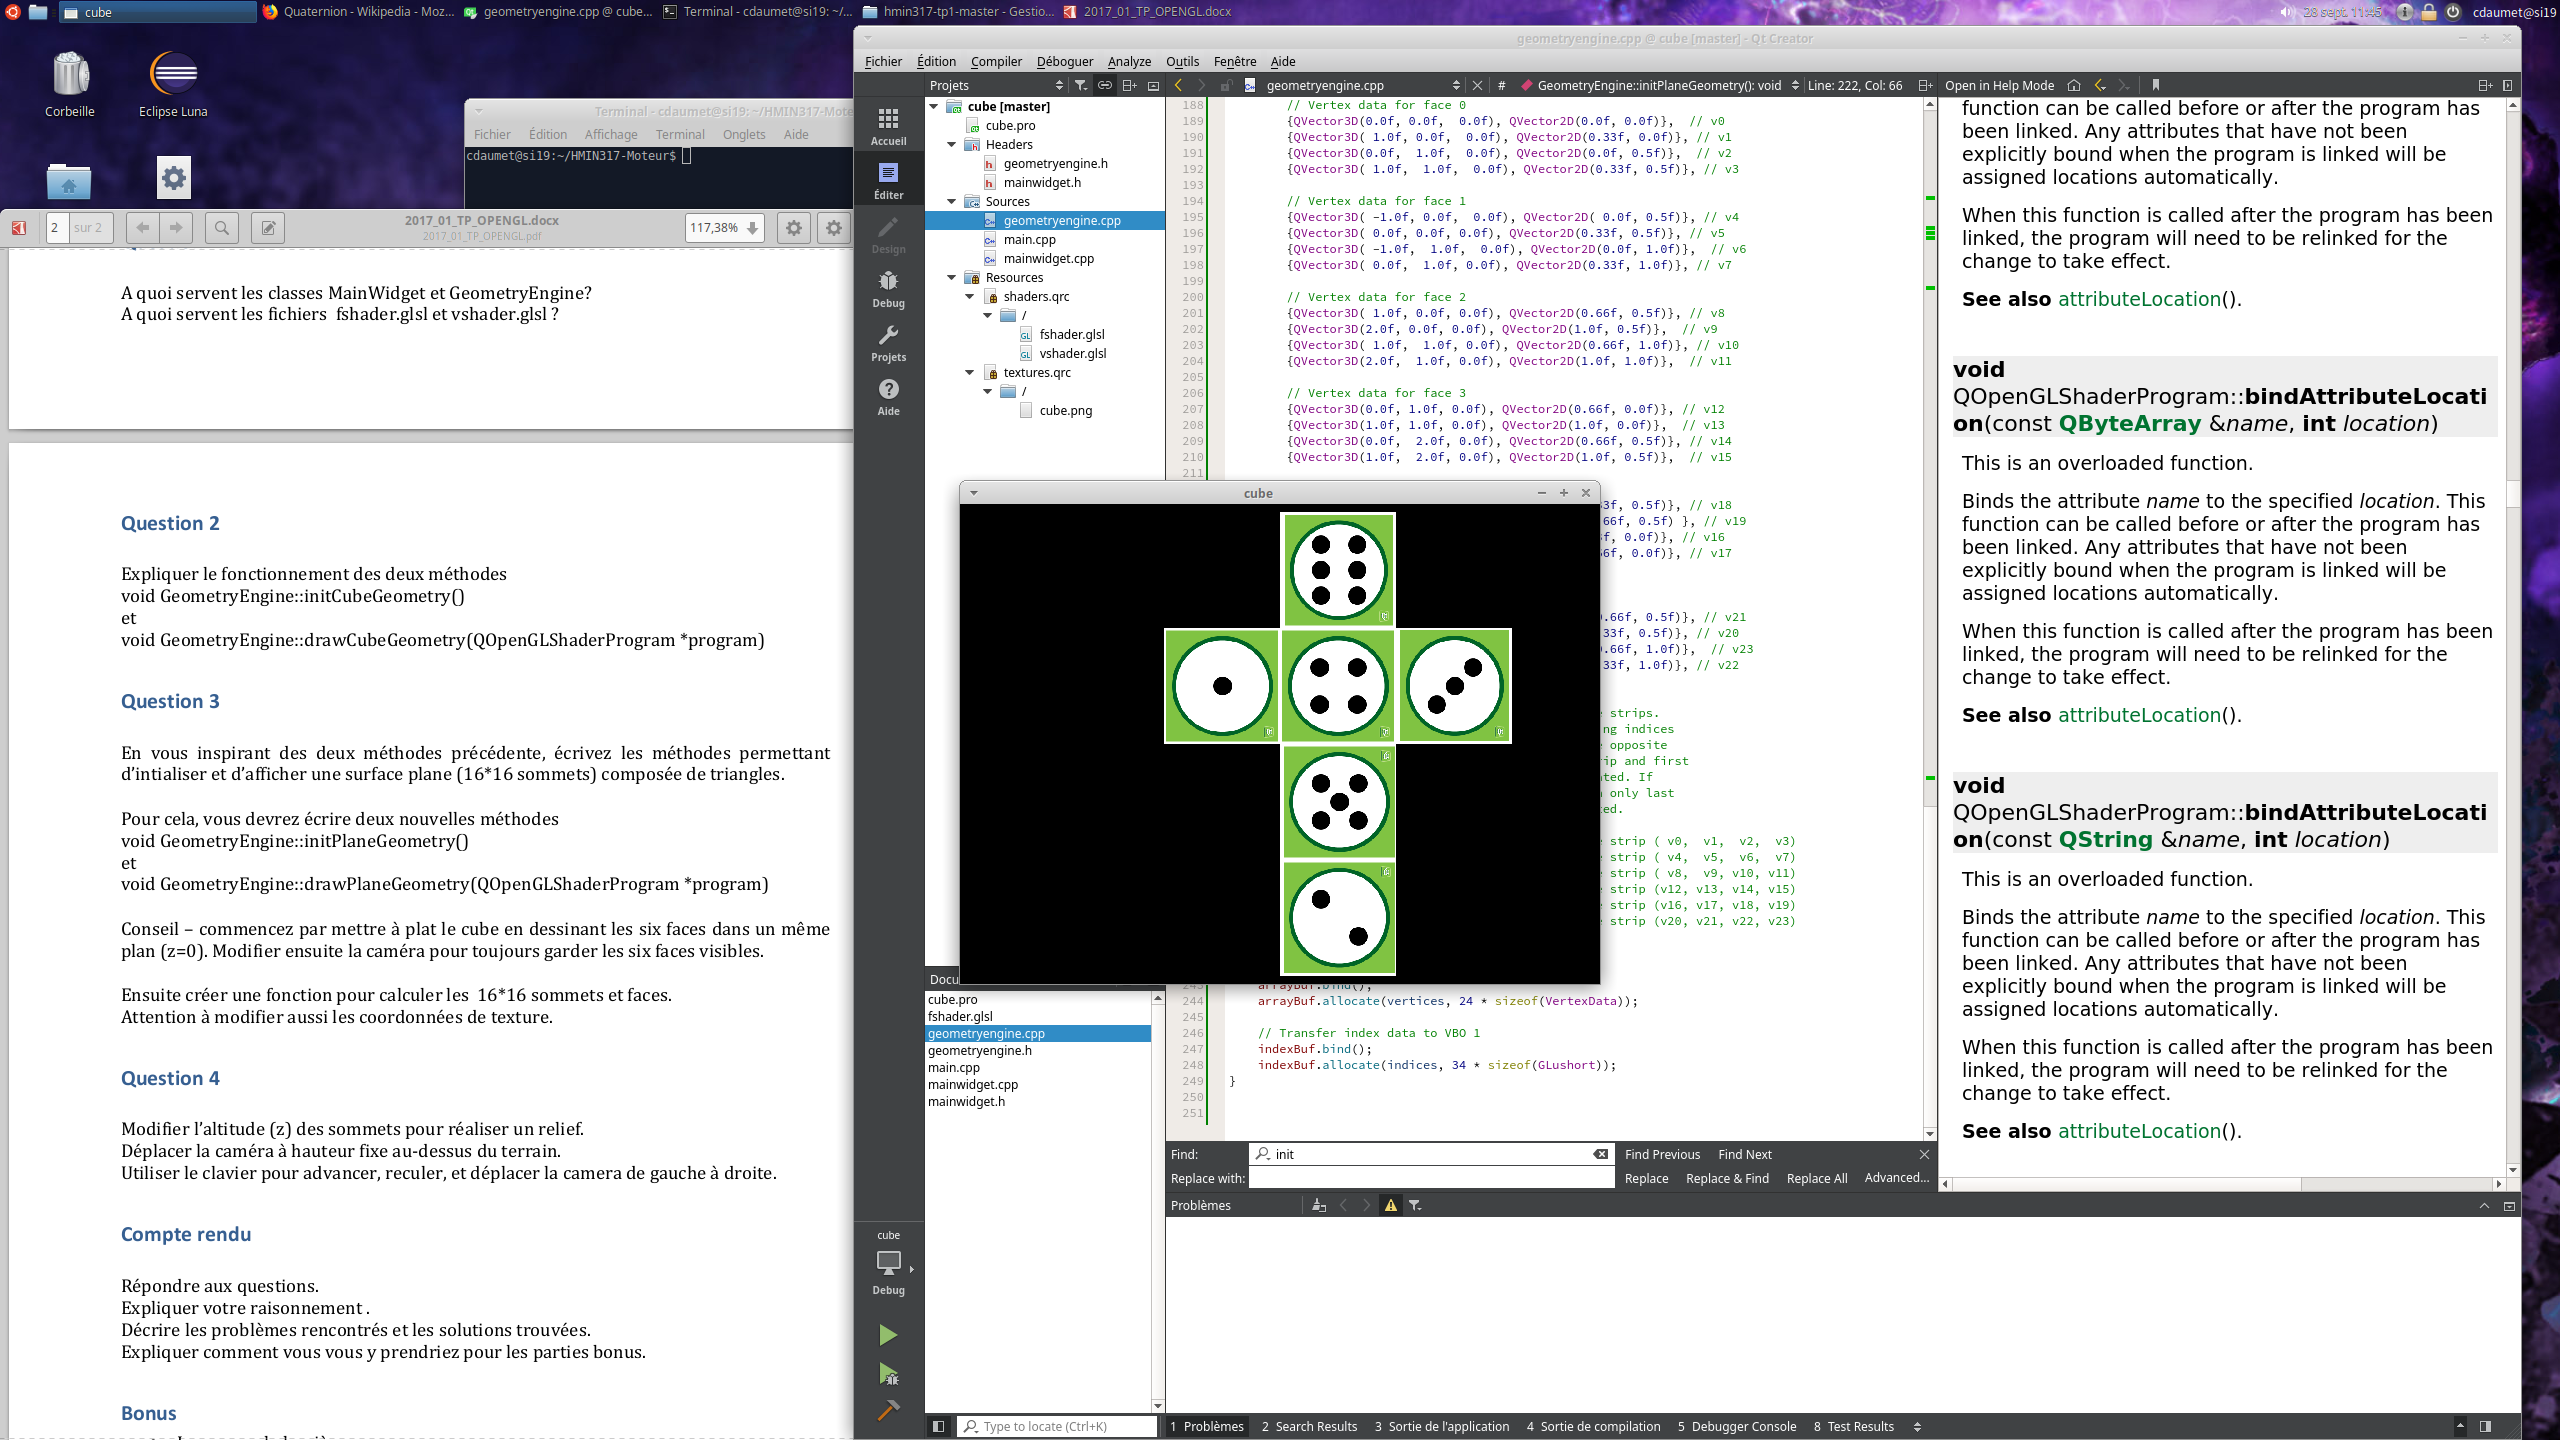 cube
Quaternion - Wikipedia - Moz...
geometryengine.cpp @ cube...
Terminal - cdaumet@si19: ~/...
hmin317-tp1-master - Gestio...
2017_01_TP_OPENGL.docx
28 sept. 11:45
cdaumet@si19
Corbeille
Eclipse Luna
Terminal - cdaumet@si19: ~/HMIN317-Mote
Fichier Édition Affichage Terminal Onglets Aide
cdaumet@si19:~/HMIN317-Moteur$
2 sur 2
2017_01_TP_OPENGL.docx
2017_01_TP_OPENGL.pdf
117,38%
A quoi servent les classes MainWidget et GeometryEngine?
A quoi servent les fichiers fshader.glsl et vshader.glsl ?
Question 2
Expliquer le fonctionnement des deux méthodes
void GeometryEngine::initCubeGeometry()
et
void GeometryEngine::drawCubeGeometry(QOpenGLShaderProgram *program)
Question 3
En vous inspirant des deux méthodes précédente, écrivez les méthodes permettant
d'intialiser et d'afficher une surface plane (16*16 sommets) composée de triangles.
Pour cela, vous devrez écrire deux nouvelles méthodes
void GeometryEngine::initPlaneGeometry()
et
void GeometryEngine::drawPlaneGeometry(QOpenGLShaderProgram *program)
Conseil – commencez par mettre à plat le cube en dessinant les six faces dans un même
plan (z=0). Modifier ensuite la caméra pour toujours garder les six faces visibles.
Ensuite créer une fonction pour calculer les 16*16 sommets et faces.
Attention à modifier aussi les coordonnées de texture.
Question 4
Modifier l'altitude (z) des sommets pour réaliser un relief.
Déplacer la caméra à hauteur fixe au-dessus du terrain.
Utiliser le clavier pour advancer, reculer, et déplacer la camera de gauche à droite.
Compte rendu
Répondre aux questions.
Expliquer votre raisonnement .
Décrire les problèmes rencontrés et les solutions trouvées.
Expliquer comment vous vous y prendriez pour les parties bonus.
Bonus
geometryengine.cpp @ cube [master] - Qt Creator
Fichier Édition Compiler Déboguer Analyze Outils Fenêtre Aide
Accueil
Éditer
Design
Debug
Projets
Aide
cube
Debug
Projets
cube [master]
cube.pro
Headers
geometryengine.h
mainwidget.h
Sources
geometryengine.cpp
main.cpp
mainwidget.cpp
Resources
shaders.qrc
/
fshader.glsl
vshader.glsl
textures.qrc
/
cube.png
Docu
cube.pro
fshader.glsl
geometryengine.cpp
geometryengine.h
main.cpp
mainwidget.cpp
mainwidget.h
Type to locate (Ctrl+K)
geometryengine.cpp
#
GeometryEngine::initPlaneGeometry(): void
Line: 222, Col: 66
188 // Vertex data for face 0
189 {QVector3D(0.0f, 0.0f, 0.0f), QVector2D(0.0f, 0.0f)}, // v0
190 {QVector3D( 1.0f, 0.0f, 0.0f), QVector2D(0.33f, 0.0f)}, // v1
191 {QVector3D(0.0f, 1.0f, 0.0f), QVector2D(0.0f, 0.5f)}, // v2
192 {QVector3D( 1.0f, 1.0f, 0.0f), QVector2D(0.33f, 0.5f)}, // v3
193
194 // Vertex data for face 1
195 {QVector3D( -1.0f, 0.0f, 0.0f), QVector2D( 0.0f, 0.5f)}, // v4
196 {QVector3D( 0.0f, 0.0f, 0.0f), QVector2D(0.33f, 0.5f)}, // v5
197 {QVector3D( -1.0f, 1.0f, 0.0f), QVector2D(0.0f, 1.0f)}, // v6
198 {QVector3D( 0.0f, 1.0f, 0.0f), QVector2D(0.33f, 1.0f)}, // v7
199
200 // Vertex data for face 2
201 {QVector3D( 1.0f, 0.0f, 0.0f), QVector2D(0.66f, 0.5f)}, // v8
202 {QVector3D(2.0f, 0.0f, 0.0f), QVector2D(1.0f, 0.5f)}, // v9
203 {QVector3D( 1.0f, 1.0f, 0.0f), QVector2D(0.66f, 1.0f)}, // v10
204 {QVector3D(2.0f, 1.0f, 0.0f), QVector2D(1.0f, 1.0f)}, // v11
205
206 // Vertex data for face 3
207 {QVector3D(0.0f, 1.0f, 0.0f), QVector2D(0.66f, 0.0f)}, // v12
208 {QVector3D(1.0f, 1.0f, 0.0f), QVector2D(1.0f, 0.0f)}, // v13
209 {QVector3D(0.0f, 2.0f, 0.0f), QVector2D(0.66f, 0.5f)}, // v14
210 {QVector3D(1.0f, 2.0f, 0.0f), QVector2D(1.0f, 0.5f)}, // v15
211
cube
3f, 0.5f)}, // v18
66f, 0.5f) }, // v19
f, 0.0f)}, // v16
6f, 0.0f)}, // v17
.66f, 0.5f)}, // v21
33f, 0.5f)}, // v20
.66f, 1.0f)}, // v23
33f, 1.0f)}, // v22
strips.
ng indices
opposite
ip and first
ted. If
only last
ed.
strip ( v0, v1, v2, v3)
strip ( v4, v5, v6, v7)
strip ( v8, v9, v10, v11)
strip (v12, v13, v14, v15)
strip (v16, v17, v18, v19)
strip (v20, v21, v22, v23)
243 arrayBuf.bind();
244 arrayBuf.allocate(vertices, 24 * sizeof(VertexData));
245
246 // Transfer index data to VBO 1
247 indexBuf.bind();
248 indexBuf.allocate(indices, 34 * sizeof(GLushort));
249 }
250
251
Find: init Find Previous Find Next
Replace with: Replace Replace & Find Replace All Advanced...
Problèmes
1 Problèmes 2 Search Results 3 Sortie de l'application 4 Sortie de compilation 5 Debugger Console 8 Test Results
Open in Help Mode
function can be called before or after the program has
been linked. Any attributes that have not been
explicitly bound when the program is linked will be
assigned locations automatically.
When this function is called after the program has been
linked, the program will need to be relinked for the
change to take effect.
See also attributeLocation().
void
QOpenGLShaderProgram::bindAttributeLocati
on(const QByteArray &name, int location)
This is an overloaded function.
Binds the attribute name to the specified location. This
function can be called before or after the program has
been linked. Any attributes that have not been
explicitly bound when the program is linked will be
assigned locations automatically.
When this function is called after the program has been
linked, the program will need to be relinked for the
change to take effect.
See also attributeLocation().
void
QOpenGLShaderProgram::bindAttributeLocati
on(const QString &name, int location)
This is an overloaded function.
Binds the attribute name to the specified location. This
function can be called before or after the program has
been linked. Any attributes that have not been
explicitly bound when the program is linked will be
assigned locations automatically.
When this function is called after the program has been
linked, the program will need to be relinked for the
change to take effect.
See also attributeLocation().